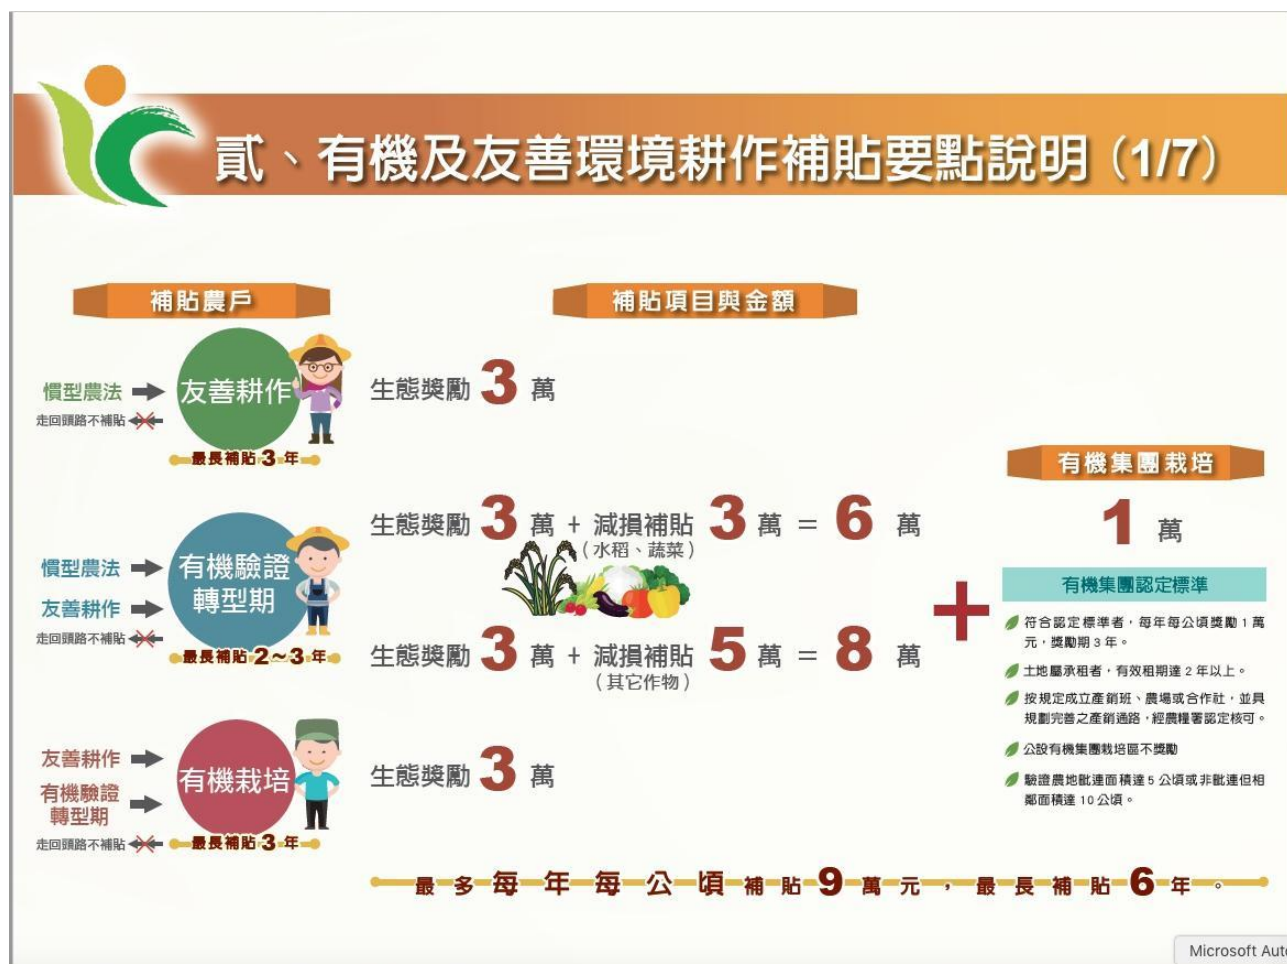 貳、有機及友善環境耕作補貼要點說明（1/7）
補貼農戶
補貼項目與金額
慣型農法
走回頭路不補貼
友善耕作
最長補貼3年
生態獎勵 3 萬
慣型農法
友善耕作
走回頭路不補貼
有機驗證
轉型期
最長補貼2~3年
生態獎勵 3 萬 + 減損補貼 3 萬 = 6 萬
（水稻、蔬菜）
生態獎勵 3 萬 + 減損補貼 5 萬 = 8 萬
（其它作物）
友善耕作
有機驗證
轉型期
走回頭路不補貼
有機栽培
最長補貼3年
生態獎勵 3 萬
+
有機集團栽培
1 萬
有機集團認定標準
符合認定標準者，每年每公頃獎勵1萬
元，獎勵期3年。
土地屬承租者，有效租期達2年以上。
按規定成立產銷班、農場或合作社，並具
規劃完善之產銷通路，經農糧署認定核可。
公設有機集團栽培區不獎勵
驗證農地毗連面積達5公頃或非毗連但相
鄰面積達10公頃。
最多每年每公頃補貼9萬元，最長補貼6年。
Microsoft Aut